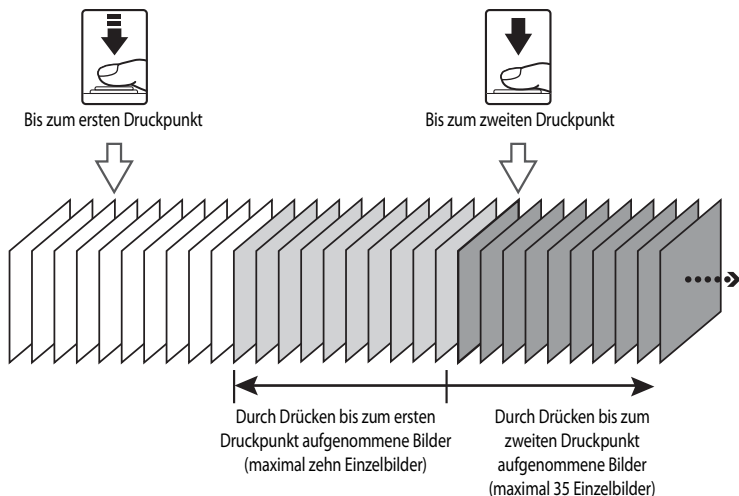 Bis zum ersten Druckpunkt
Bis zum zweiten Druckpunkt
Durch Drücken bis zum ersten
Druckpunkt aufgenommene Bilder
(maximal zehn Einzelbilder)
Durch Drücken bis zum
zweiten Druckpunkt
aufgenommene Bilder
(maximal 35 Einzelbilder)